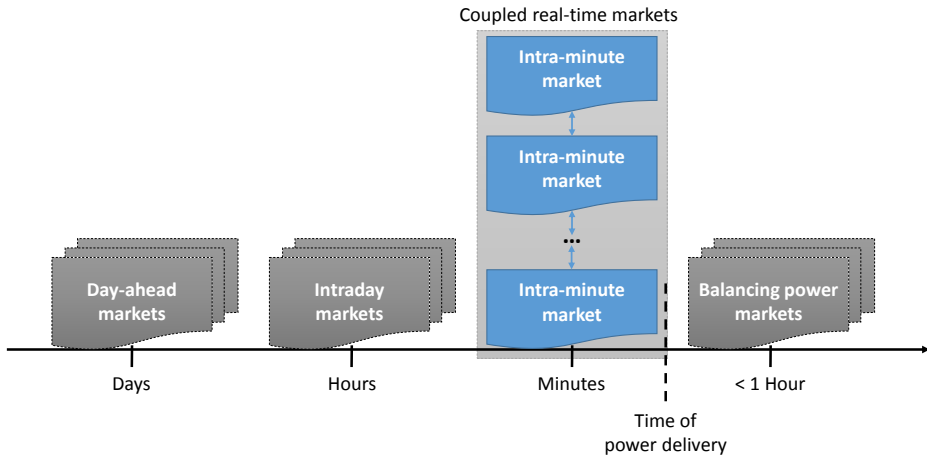 Coupled real-time markets
Intra-minute
market
Intra-minute
market
...
Intra-minute
market
Day-ahead
markets
Intraday
markets
Balancing power
markets
Days
Hours
Minutes
< 1 Hour
Time of
power delivery